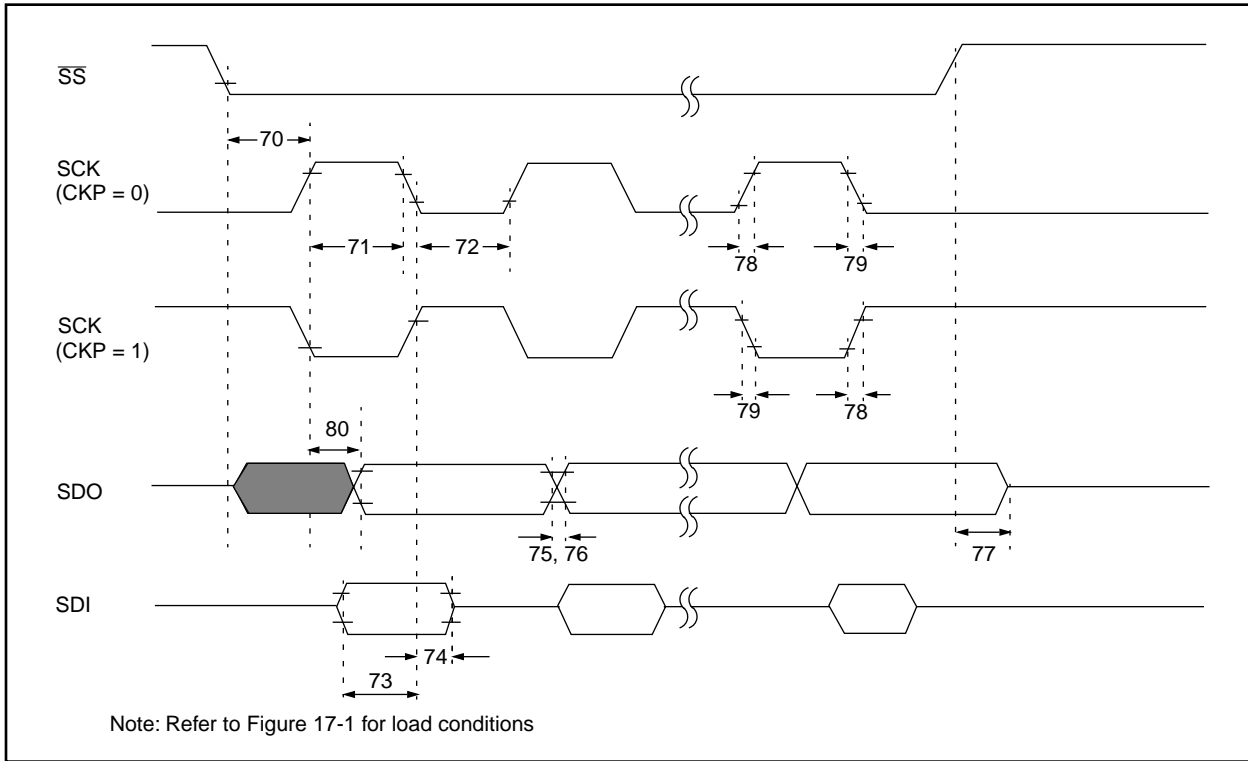 SS
70
SCK
(CKP = 0)
71
72
78
79
SCK
(CKP = 1)
79
78
80
SDO
75, 76
77
SDI
74
73
Note: Refer to Figure 17-1 for load conditions